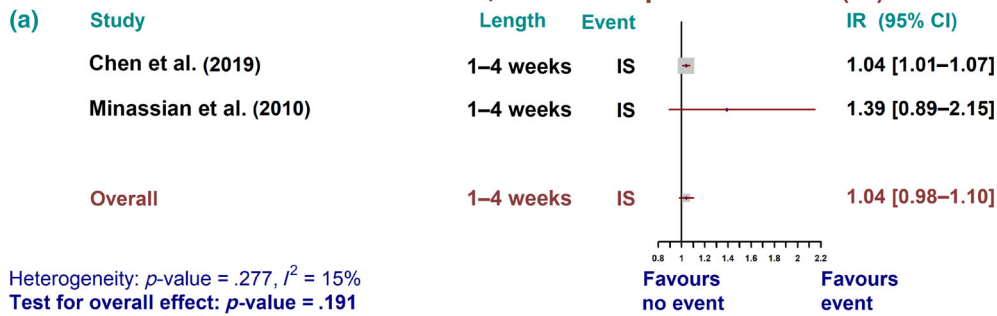 (a) Study Length Event IR (95% CI)
Chen et al. (2019) 1–4 weeks IS 1.04 [1.01–1.07]
Minassian et al. (2010) 1–4 weeks IS 1.39 [0.89–2.15]
Overall 1–4 weeks IS 1.04 [0.98–1.10]
0.8 1 1.2 1.4 1.6 1.8 2 2.2
Heterogeneity: p-value = .277, I² = 15% Favours Favours
Test for overall effect: p-value = .191 no event event